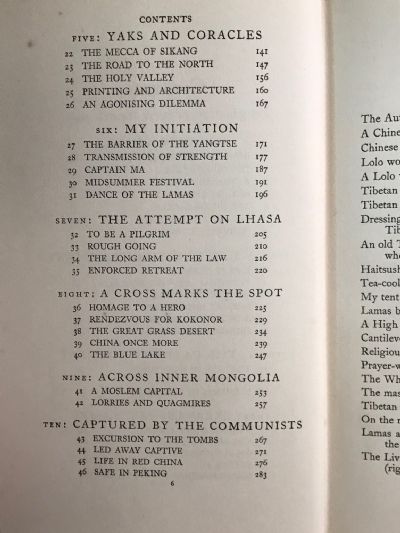 CONTENTS
FIVE: YAKS AND CORACLES
22 THE MECCA OF SIKANG 141
23 THE ROAD TO THE NORTH 147
24 THE HOLY VALLEY 156
25 PRINTING AND ARCHITECTURE 160
26 AN AGONISING DILEMMA 167
SIX: MY INITIATION
27 THE BARRIER OF THE YANGTSE 171
28 TRANSMISSION OF STRENGTH 177
29 CAPTAIN MA 187
30 MIDSUMMER FESTIVAL 191
31 DANCE OF THE LAMAS 196
SEVEN: THE ATTEMPT ON LHASA
32 TO BE A PILGRIM 205
33 ROUGH GOING 210
34 THE LONG ARM OF THE LAW 216
35 ENFORCED RETREAT 220
EIGHT: A CROSS MARKS THE SPOT
36 HOMAGE TO A HERO 225
37 RENDEZVOUS FOR KOKONOR 229
38 THE GREAT GRASS DESERT 234
39 CHINA ONCE MORE 239
40 THE BLUE LAKE 247
NINE: ACROSS INNER MONGOLIA
41 A MOSLEM CAPITAL 253
42 LORRIES AND QUAGMIRES 257
TEN: CAPTURED BY THE COMMUNISTS
43 EXCURSION TO THE TOMBS 267
44 LED AWAY CAPTIVE 271
45 LIFE IN RED CHINA 276
46 SAFE IN PEKING 283
6
The Au
A Chine
Chinese
Lolo wo
A Lolo
Tibetan
Tibetan
Dressing
Tib
An old T
who
Haitsush
Tea-cool
My tent
Lamas b
A High
Cantileve
Religiou
Prayer-w
The Wh
The mas
Tibetan
On the r
Lamas a
the
The Liv
(rig